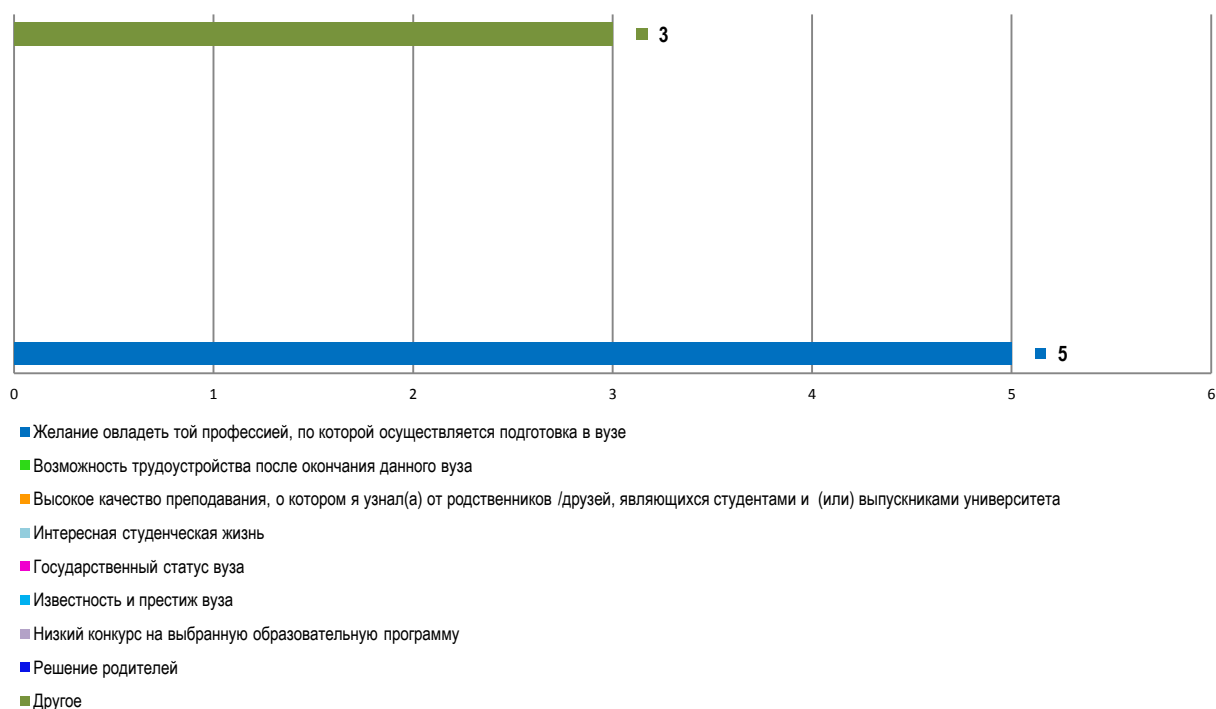 3
5
0 1 2 3 4 5 6
Желание овладеть той профессией, по которой осуществляется подготовка в вузе
Возможность трудоустройства после окончания данного вуза
Высокое качество преподавания, о котором я узнал(а) от родственников /друзей, являющихся студентами и (или) выпускниками университета
Интересная студенческая жизнь
Государственный статус вуза
Известность и престиж вуза
Низкий конкурс на выбранную образовательную программу
Решение родителей
Другое